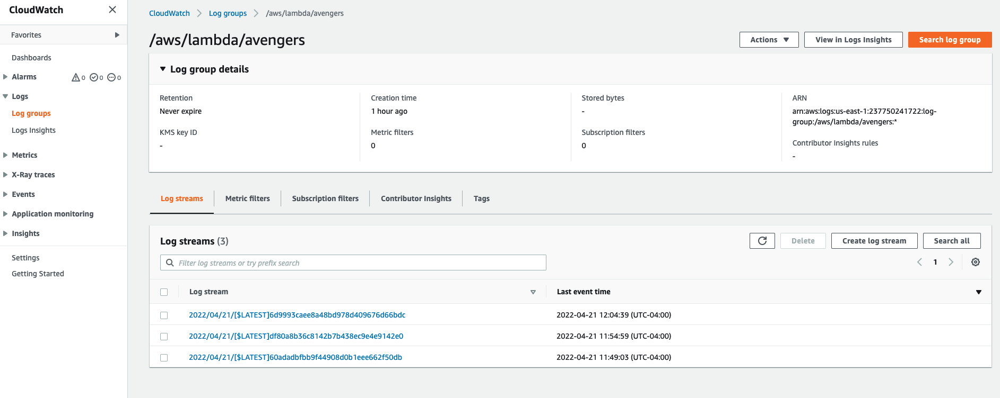 CloudWatch
Favorites
Dashboards
Alarms 0 0 0
Logs
Log groups
Logs Insights
Metrics
X-Ray traces
Events
Application monitoring
Insights
Settings
Getting Started
CloudWatch Log groups /aws/lambda/avengers
/aws/lambda/avengers
Actions View in Logs Insights Search log group
Log group details
Retention
Never expire
KMS key ID
-
Creation time
1 hour ago
Metric filters
0
Stored bytes
-
Subscription filters
0
ARN
arn:aws:logs:us-east-1:237750241722:log-
group:/aws/lambda/avengers:*
Contributor Insights rules
-
Log streams Metric filters Subscription filters Contributor Insights Tags
Log streams (3)
Delete Create log stream Search all
Filter log streams or try prefix search
1
Log stream Last event time
2022/04/21/[$LATEST]6d9993caee8a48bd978d409676d66bdc 2022-04-21 12:04:39 (UTC-04:00)
2022/04/21/[$LATEST]df80a8b36c8142b7b438ec9e4e9142e0 2022-04-21 11:54:59 (UTC-04:00)
2022/04/21/[$LATEST]60adadbfbb9f44908d0b1eee662f50db 2022-04-21 11:49:03 (UTC-04:00)